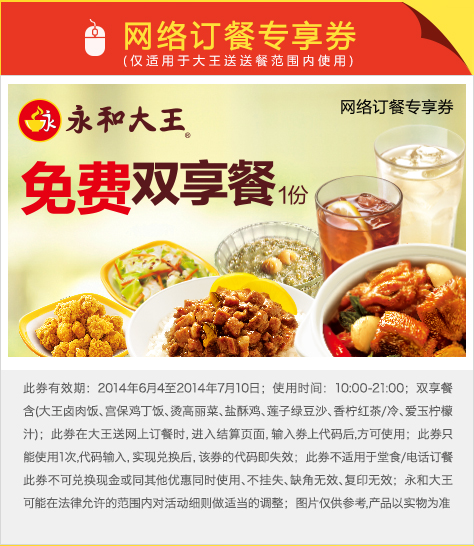 网络订餐专享券
(仅适用于大王送送餐范围内使用)
永
永和大王®
网络订餐专享券
免费双享餐1份
此券有效期：2014年6月4至2014年7月10日；使用时间：10:00-21:00；双享餐
含(大王卤肉饭、宫保鸡丁饭、烫高丽菜、盐酥鸡、莲子绿豆沙、香柠红茶/冷、爱玉柠檬
汁)；此券在大王送网上订餐时, 进入结算页面, 输入券上代码后,方可使用；此券只
能使用1次,代码输入, 实现兑换后, 该券的代码即失效；此券不适用于堂食/电话订餐
此券不可兑换现金或同其他优惠同时使用、不挂失、缺角无效、复印无效；永和大王
可能在法律允许的范围内对活动细则做适当的调整；图片仅供参考,产品以实物为准